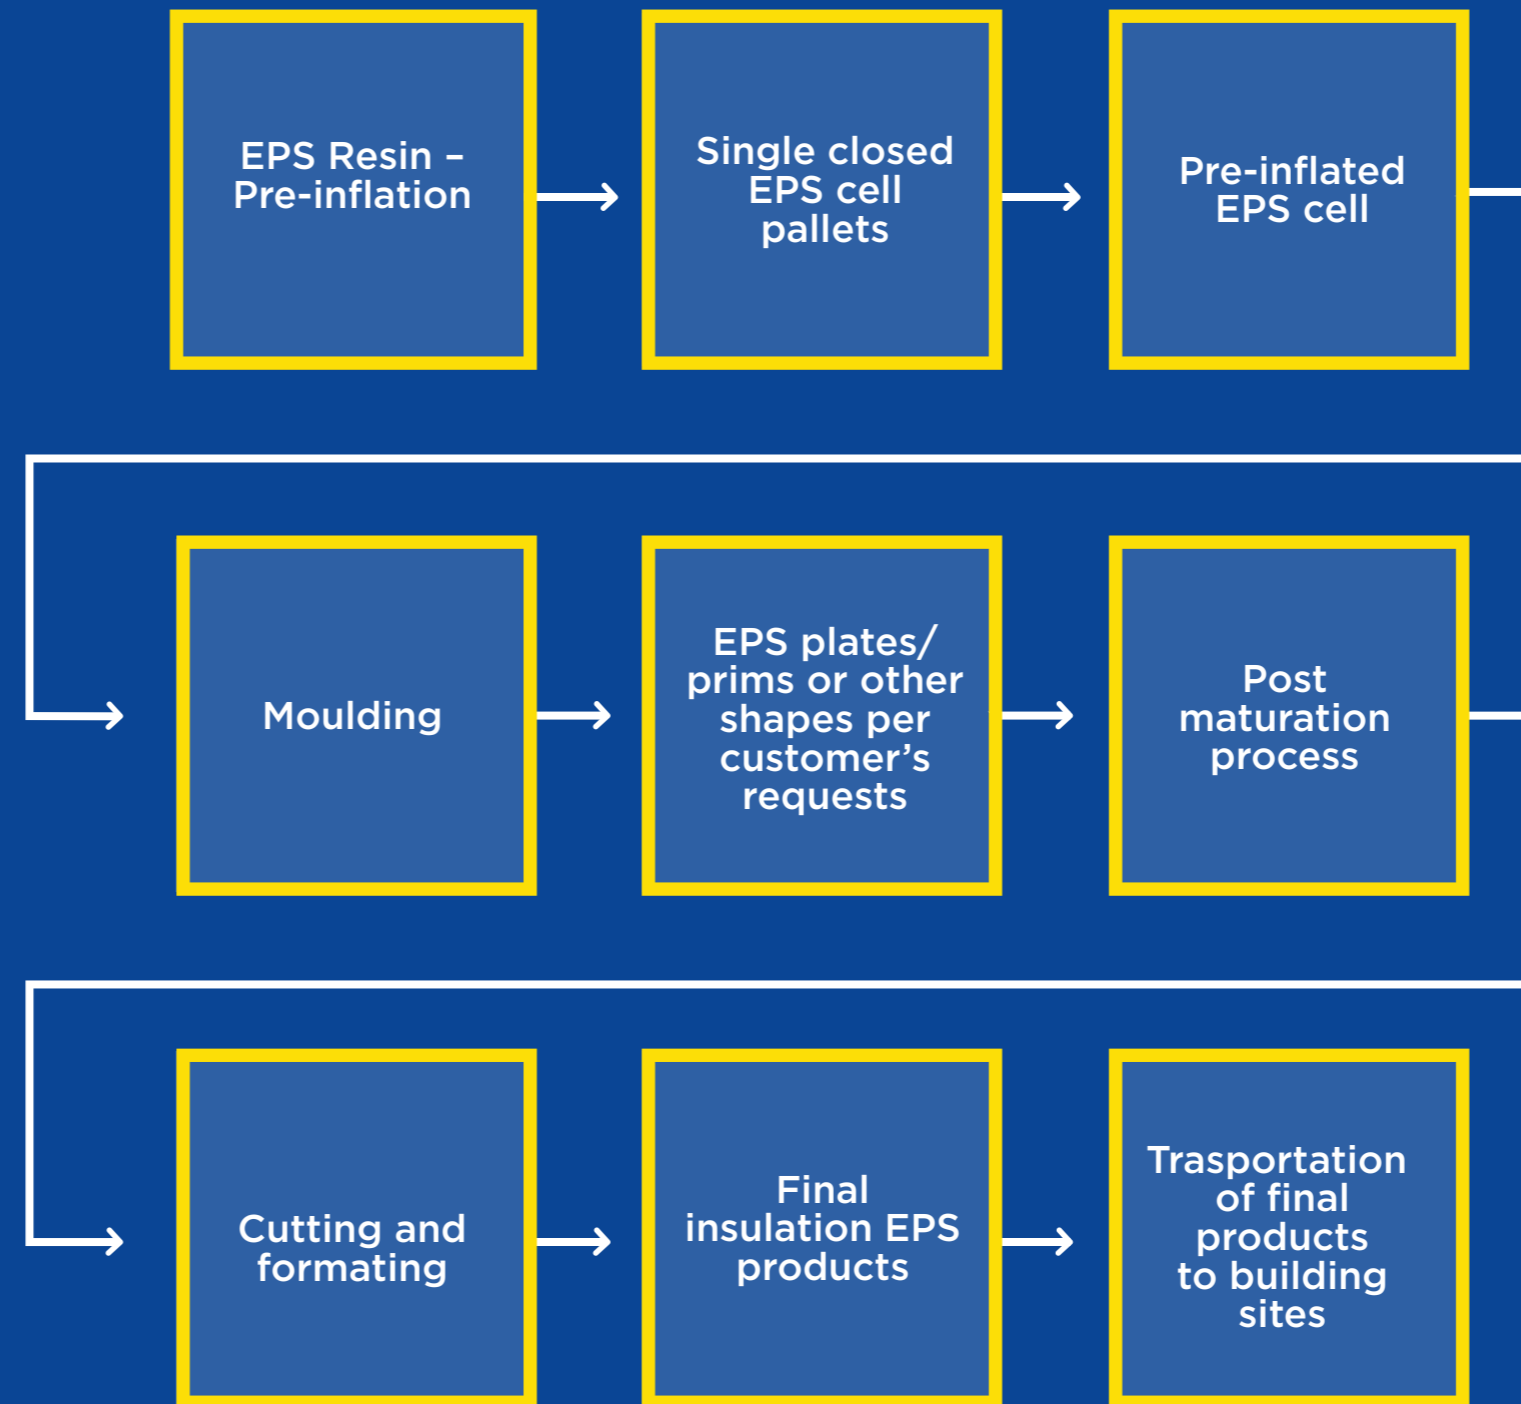 EPS Resin –
Pre-inflation
Single closed
EPS cell
pallets
Pre-inflated
EPS cell
Moulding
EPS plates/
prims or other
shapes per
customer’s
requests
Post
maturation
process
Cutting and
formating
Final
insulation EPS
products
Trasportation
of final
products
to building
sites